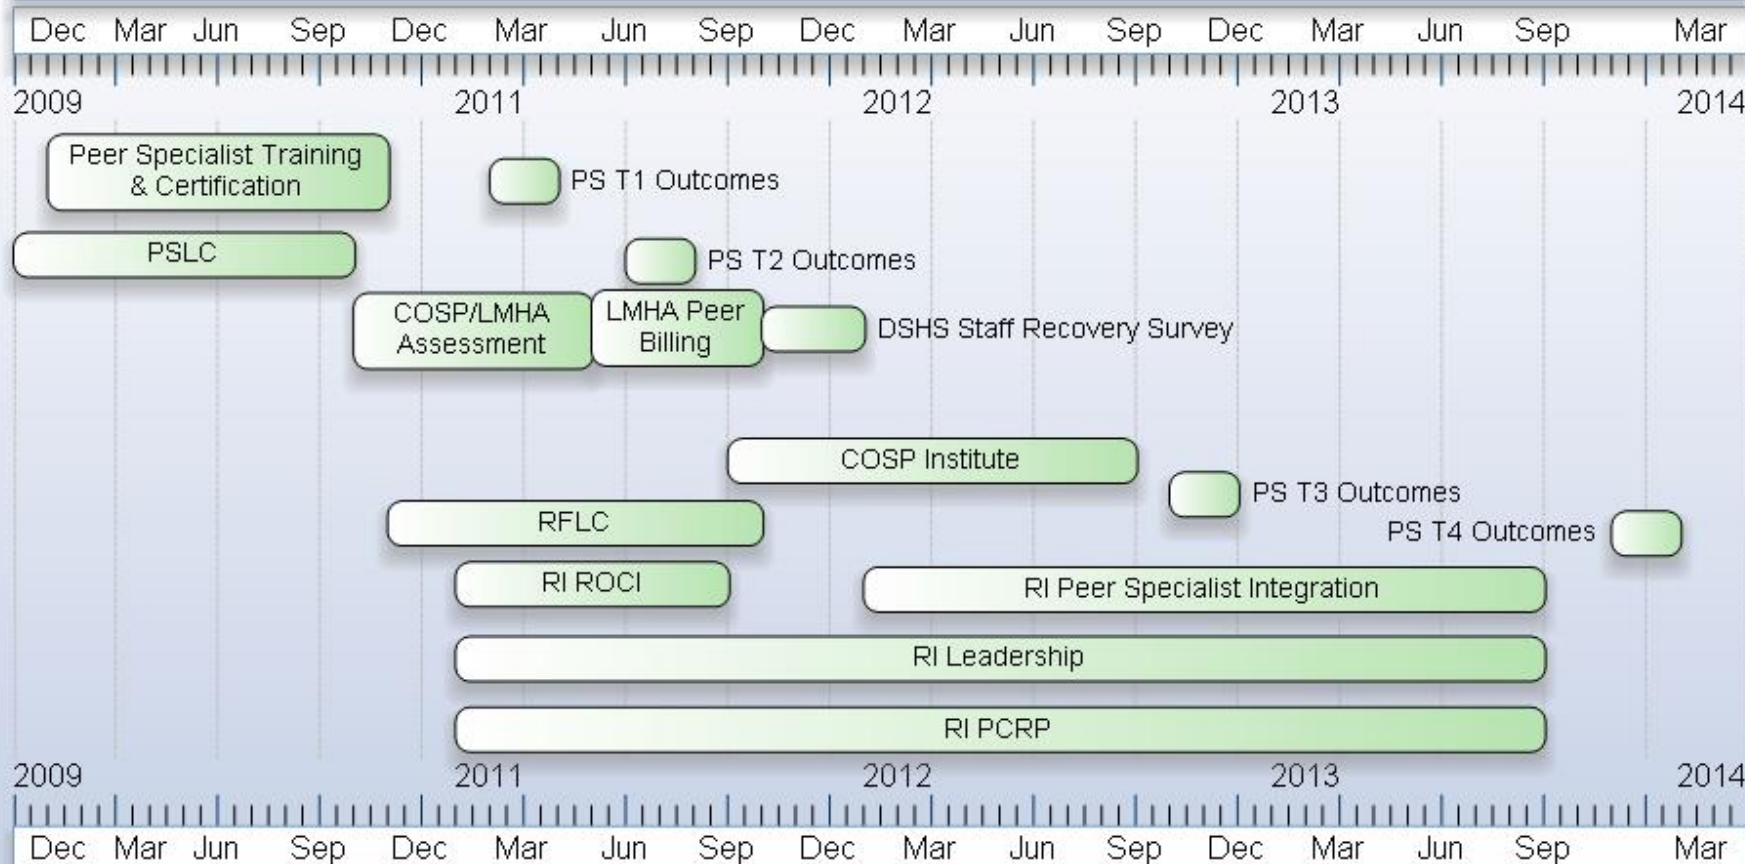 Dec Mar Jun Sep Dec Mar Jun Sep Dec Mar Jun Sep Dec Mar Jun Sep Mar
2009 2011 2012 2013 2014
Peer Specialist Training
& Certification
PS T1 Outcomes
PSLC
PS T2 Outcomes
COSP/LMHA
Assessment
LMHA Peer
Billing
DSHS Staff Recovery Survey
COSP Institute
PS T3 Outcomes
RFLC
PS T4 Outcomes
RI ROCI
RI Peer Specialist Integration
RI Leadership
RI PCRP
2009 2011 2012 2013 2014
Dec Mar Jun Sep Dec Mar Jun Sep Dec Mar Jun Sep Dec Mar Jun Sep Mar